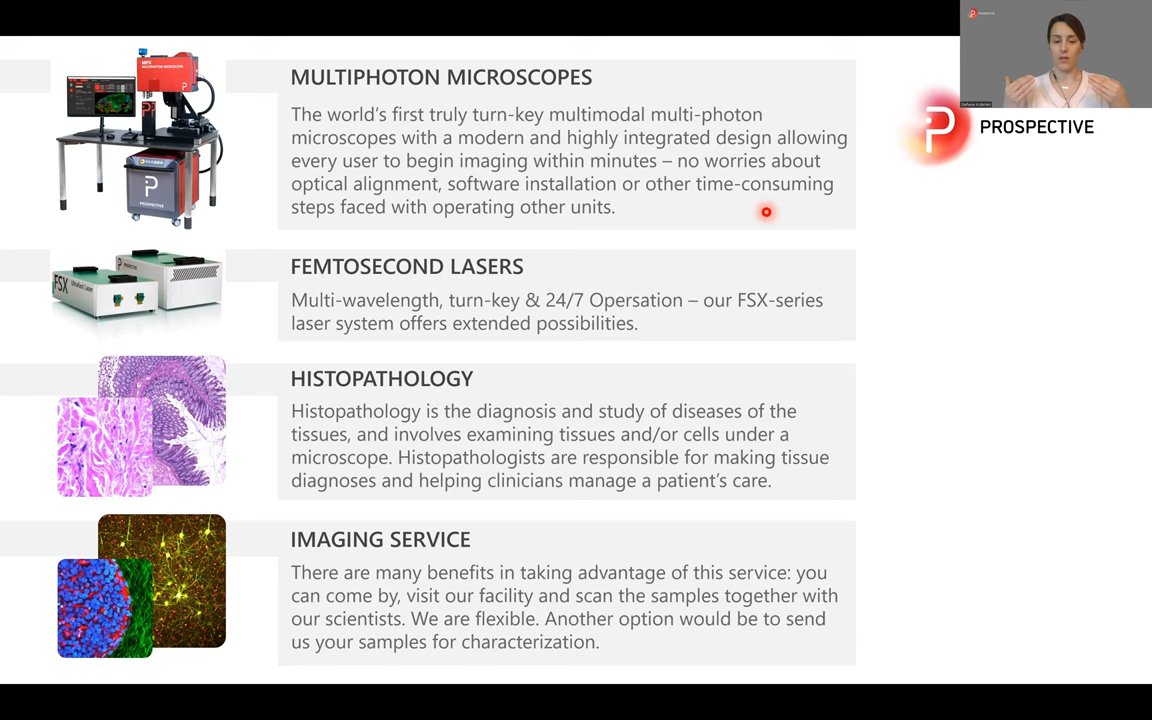 MULTIPHOTON MICROSCOPES
The world's first truly turn-key multimodal multi-photon
microscopes with a modern and highly integrated design allowing
every user to begin imaging within minutes – no worries about
optical alignment, software installation or other time-consuming
steps faced with operating other units.
PROSPECTIVE
MPX
MULTIPHOTON MICROSCOPE
PROSPECTIVE
FEMTOSECOND LASERS
Multi-wavelength, turn-key & 24/7 Opersation – our FSX-series
laser system offers extended possibilities.
FSX
HISTOPATHOLOGY
Histopathology is the diagnosis and study of diseases of the
tissues, and involves examining tissues and/or cells under a
microscope. Histopathologists are responsible for making tissue
diagnoses and helping clinicians manage a patient's care.
IMAGING SERVICE
There are many benefits in taking advantage of this service: you
can come by, visit our facility and scan the samples together with
our scientists. We are flexible. Another option would be to send
us your samples for characterization.